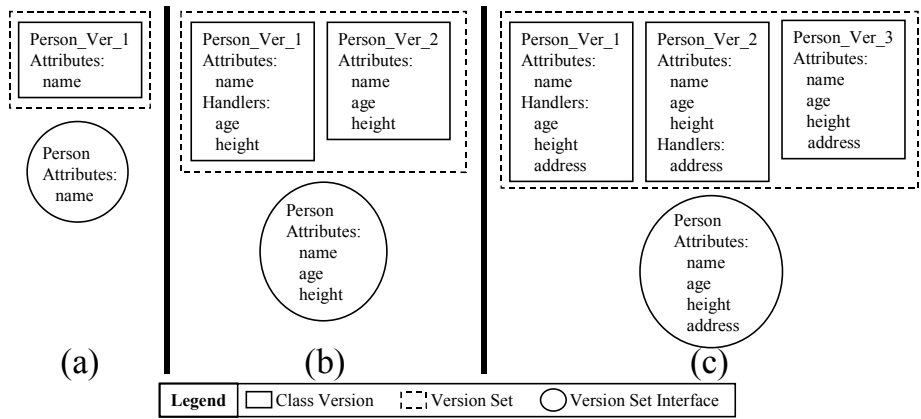 Person_Ver_1
Attributes:
name
Person
Attributes:
name
(a)
Person_Ver_1
Attributes:
name
Handlers:
age
height
Person_Ver_2
Attributes:
name
age
height
Person
Attributes:
name
age
height
(b)
Person_Ver_1
Attributes:
name
Handlers:
age
height
address
Person_Ver_2
Attributes:
name
age
height
Handlers:
address
Person_Ver_3
Attributes:
name
age
height
address
Person
Attributes:
name
age
height
address
(c)
Legend
Class Version
Version Set
Version Set Interface